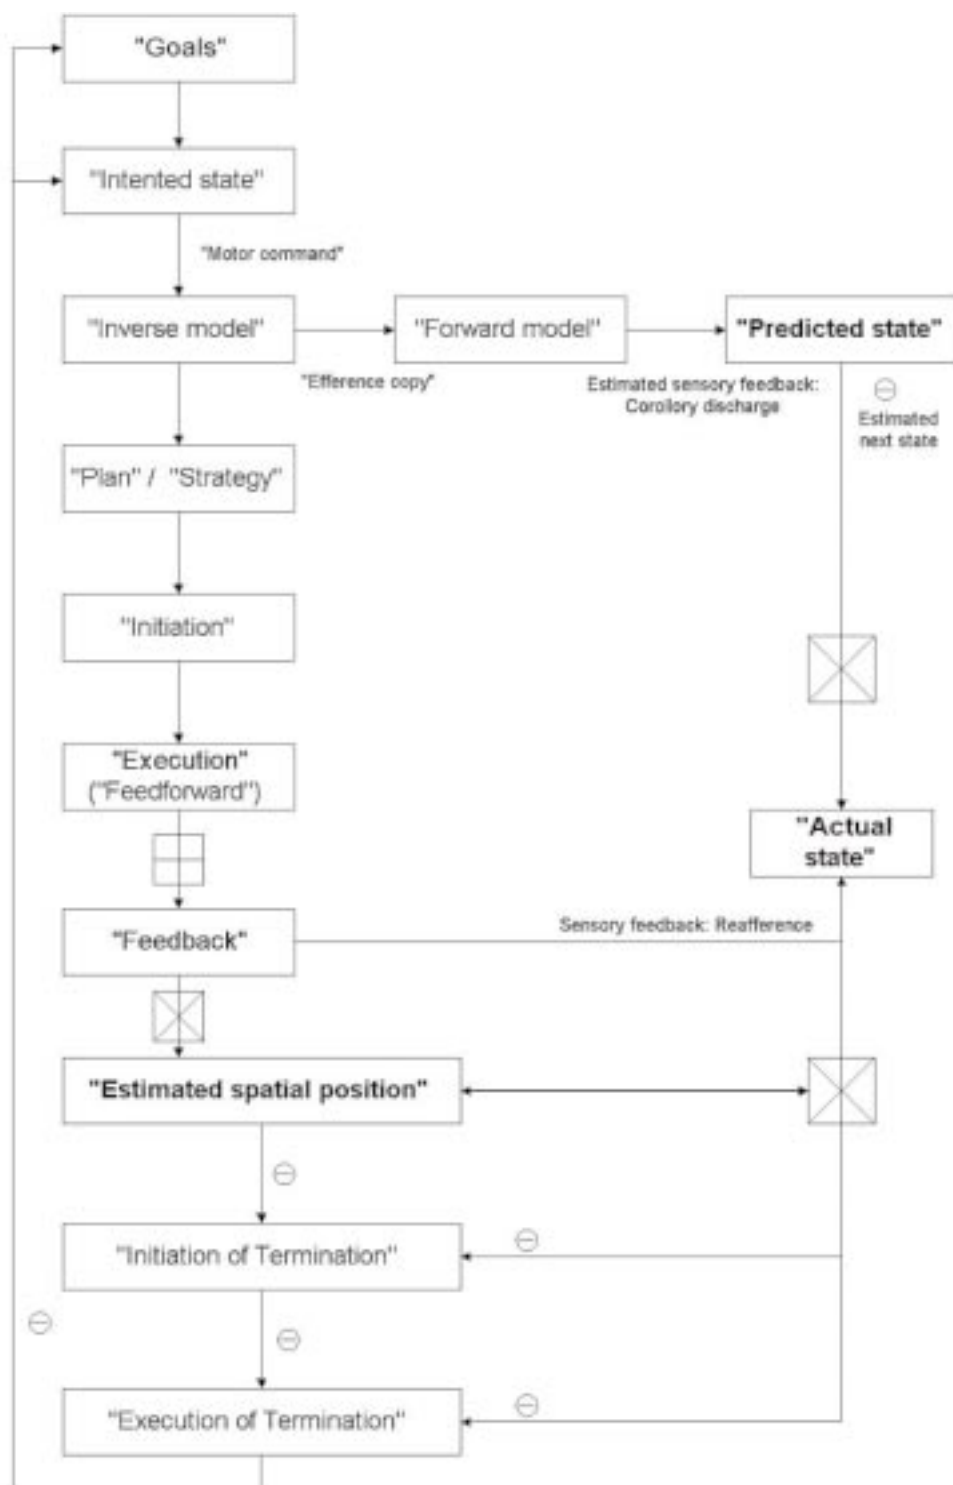 "Goals"
"Intented state"
"Motor command"
"Inverse model"
"Forward model"
"Predicted state"
"Efference copy"
Estimated sensory feedback:
Corollory discharge
Estimated
next state
"Plan" / "Strategy"
"Initiation"
"Execution"
("Feedforward")
"Actual
state"
"Feedback"
Sensory feedback: Reafference
"Estimated spatial position"
"Initiation of Termination"
"Execution of Termination"